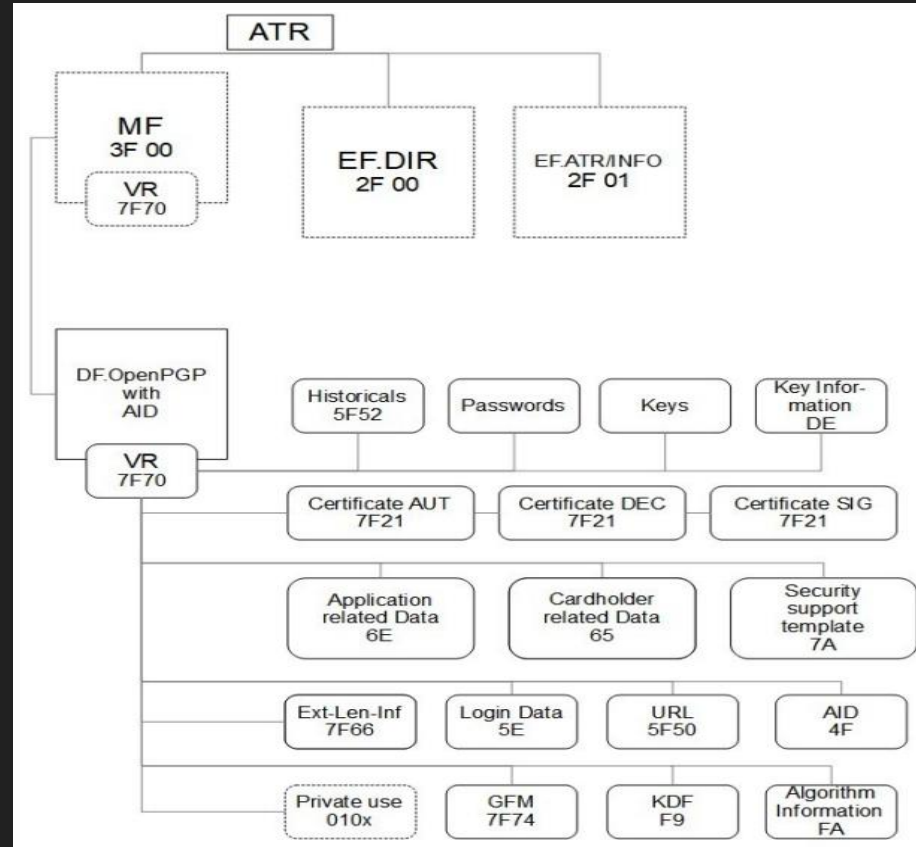 ATR
MF
3F 00
VR
7F70
EF.DIR
2F 00
EF.ATR/INFO
2F 01
DF.OpenPGP
with
AID
VR
7F70
Historicals
5F52
Passwords
Keys
Key Infor-
mation
DE
Certificate AUT
7F21
Certificate DEC
7F21
Certificate SIG
7F21
Application
related Data
6E
Cardholder
related Data
65
Security
support
template
7A
Ext-Len-Inf
7F66
Login Data
5E
URL
5F50
AID
4F
Private use
010x
GFM
7F74
KDF
F9
Algorithm
Information
FA